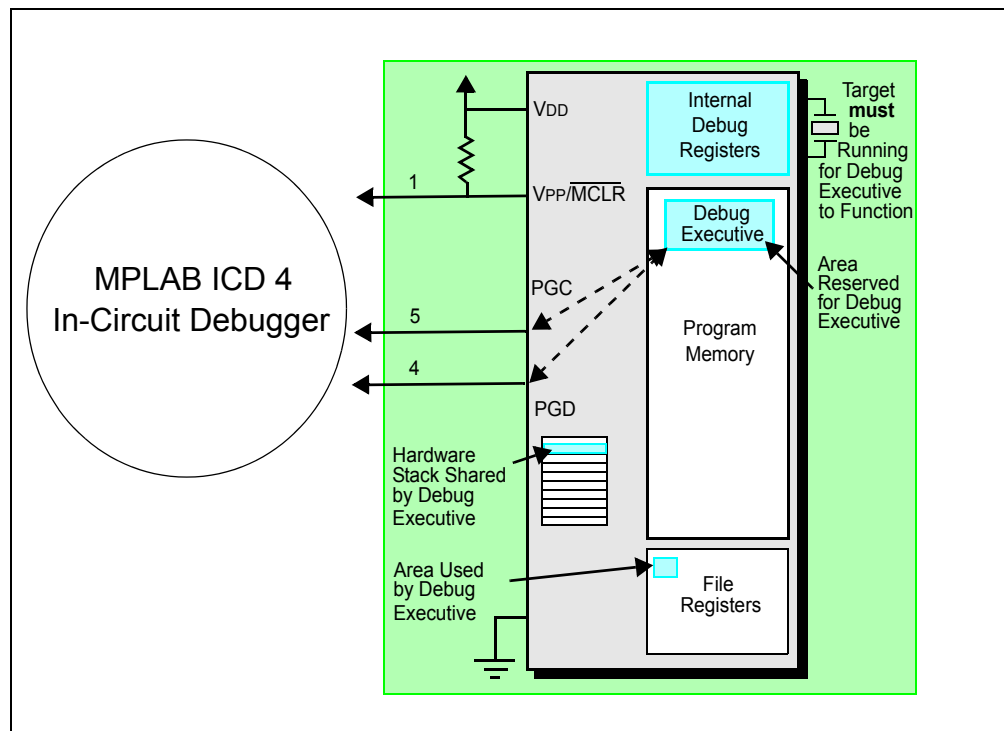 MPLAB ICD 4
In-Circuit Debugger
1
5
4
VDD
VPP/MCLR
PGC
PGD
Hardware
Stack Shared
by Debug
Executive
Area Used
by Debug
Executive
Internal
Debug
Registers
Debug
Executive
Program
Memory
File
Registers
Target
must
be
Running
for Debug
Executive
to Function
Area
Reserved
for Debug
Executive